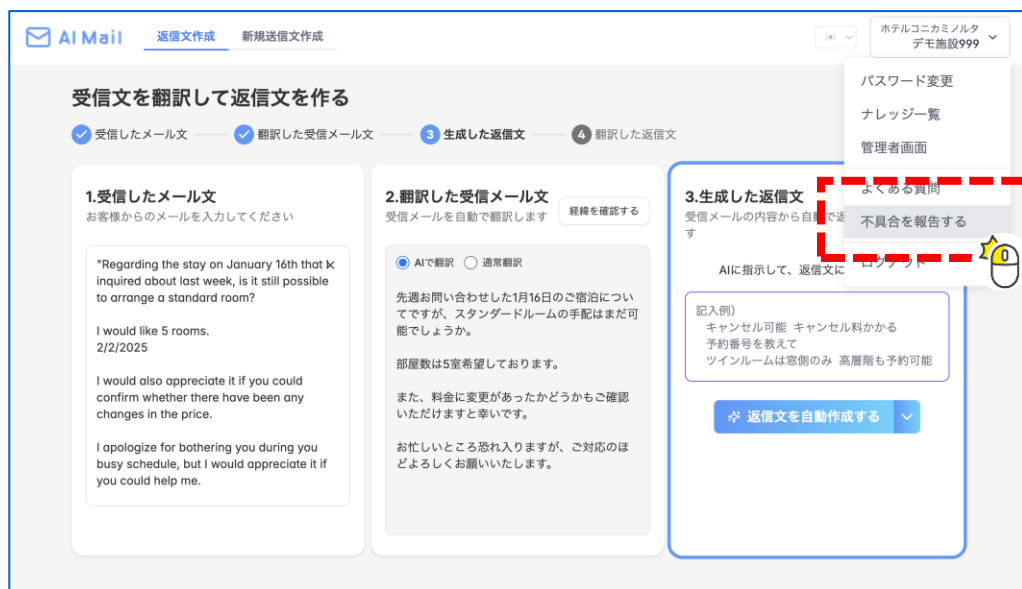 AI Mail
返信文作成
新規送信文作成
ホテルコニカミノルタ
デモ施設999
パスワード変更
ナレッジ一覧
管理者画面
よくある質問
不具合を報告する
ログアウト
受信文を翻訳して返信文を作る
受信したメール文
翻訳した受信メール文
3 生成した返信文
4 翻訳した返信文
1.受信したメール文
お客様からのメールを入力してください
"Regarding the stay on January 16th that I
inquired about last week, is it still possible
to arrange a standard room?
I would like 5 rooms.
2/2/2025
I would also appreciate it if you could
confirm whether there have been any
changes in the price.
I apologize for bothering you during you
busy schedule, but I would appreciate it if
you could help me.
2.翻訳した受信メール文
受信メールを自動で翻訳します
経緯を確認する
AIで翻訳
通常翻訳
先週お問い合わせした1月16日のご宿泊につい
てですが、スタンダードルームの手配はまだ可
能でしょうか。
部屋数は5室希望しております。
また、料金に変更があったかどうかもご確認
いただけますと幸いです。
お忙しいところ恐れ入りますが、ご対応のほ
どよろしくお願いいたします。
3.生成した返信文
受信メールの内容から自動で返
す
AIに指示して、返信文に
記入例)
キャンセル可能 キャンセル料かかる
予約番号を教えて
ツインルームは窓側のみ 高層階も予約可能
返信文を自動作成する